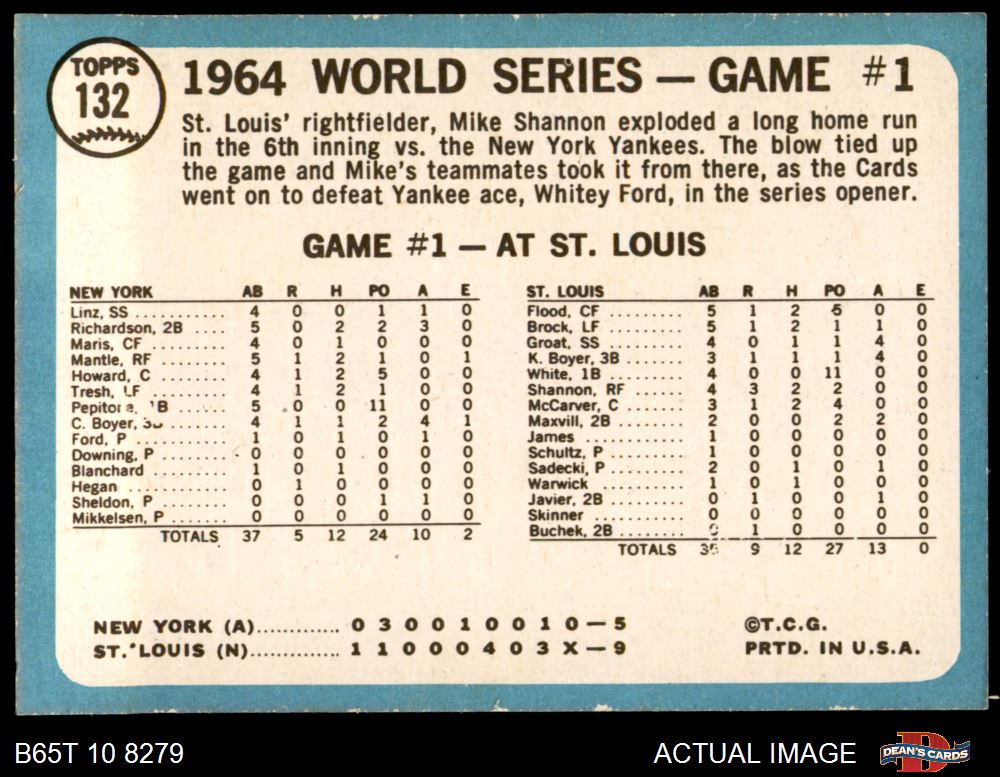 TOPPS
132
1964 WORLD SERIES — GAME #1
St. Louis' rightfielder, Mike Shannon exploded a long home run
in the 6th inning vs. the New York Yankees. The blow tied up
the game and Mike's teammates took it from there, as the Cards
went on to defeat Yankee ace, Whitey Ford, in the series opener.
GAME #1 — AT ST. LOUIS
NEW YORK AB R H PO A E
Linz, SS ........... 4 0 0 1 1 0
Richardson, 2B .... 5 0 2 2 3 0
Maris, CF ......... 4 0 1 0 0 0
Mantle, RF ........ 5 1 2 1 0 1
Howard, C ........ 4 1 2 5 0 0
Tresh, LF ......... 4 1 2 1 0 0
Pepitone, 1B ...... 5 0 0 11 0 0
C. Boyer, 3B ...... 4 1 1 2 4 1
Ford, P ........... 1 0 1 0 1 0
Downing, P ........ 0 0 0 0 0 0
Blanchard ......... 1 0 1 0 0 0
Hegan ............ 0 1 0 0 0 0
Sheldon, P ........ 0 0 0 1 1 0
Mikkelsen, P ....... 0 0 0 0 0 0
TOTALS 37 5 12 24 10 2
ST. LOUIS AB R H PO A E
Flood, CF ......... 5 1 2 5 0 0
Brock, LF ......... 5 1 2 1 1 0
Groat, SS ......... 4 0 1 1 4 0
K. Boyer, 3B ...... 3 1 1 1 4 0
White, 1B ......... 4 0 0 11 0 0
Shannon, RF ....... 4 3 2 2 0 0
McCarver, C ....... 3 1 2 4 0 0
Maxvill, 2B ........ 2 0 0 2 2 0
James ............ 1 0 0 0 0 0
Schultz, P ......... 1 0 0 0 0 0
Sadecki, P ......... 2 0 1 0 1 0
Warwick .......... 1 0 1 0 0 0
Javier, 2B ......... 0 1 0 0 1 0
Skinner .......... 0 0 0 0 0 0
Buchek, 2B ........ 0 1 0 0 0 0
TOTALS 9 12 27 13 0
NEW YORK (A)............. 0 3 0 0 1 0 0 1 0 — 5
ST. LOUIS (N).............. 1 1 0 0 0 4 0 3 X — 9
©T.C.G.
PRTD. IN U.S.A.
B65T 10 8279
ACTUAL IMAGE
DEAN'S CARDS